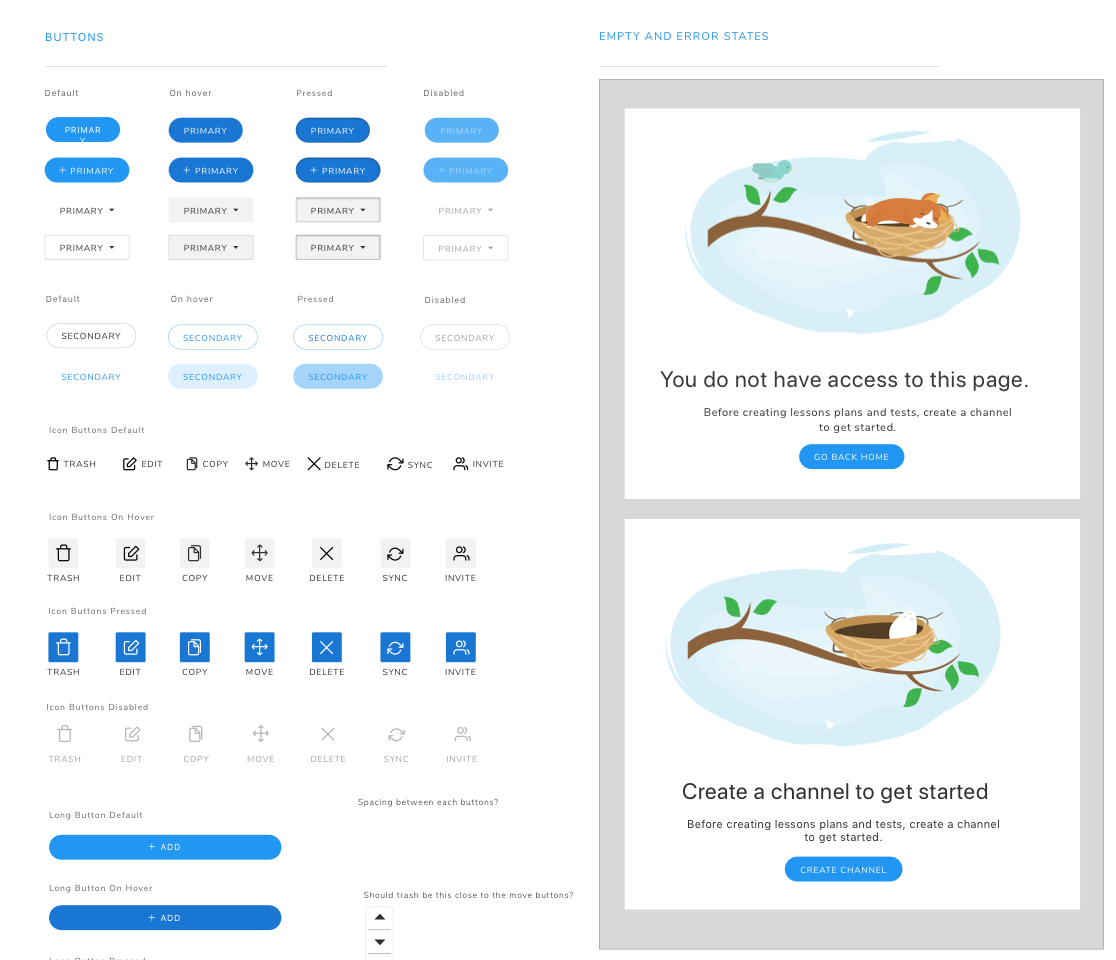 BUTTONS
Default
On hover
Pressed
Disabled
PRIMAR
Y
PRIMARY
PRIMARY
PRIMARY
+ PRIMARY
+ PRIMARY
+ PRIMARY
+ PRIMARY
PRIMARY
PRIMARY
PRIMARY
PRIMARY
PRIMARY
PRIMARY
PRIMARY
PRIMARY
Default
On hover
Pressed
Disabled
SECONDARY
SECONDARY
SECONDARY
SECONDARY
SECONDARY
SECONDARY
SECONDARY
SECONDARY
Icon Buttons Default
TRASH
EDIT
COPY
MOVE
DELETE
SYNC
INVITE
Icon Buttons On Hover
TRASH
EDIT
COPY
MOVE
DELETE
SYNC
INVITE
Icon Buttons Pressed
TRASH
EDIT
COPY
MOVE
DELETE
SYNC
INVITE
Icon Buttons Disabled
TRASH
EDIT
COPY
MOVE
DELETE
SYNC
INVITE
Spacing between each buttons?
Long Button Default
+ ADD
Long Button On Hover
Should trash be this close to the move buttons?
+ ADD
Long Button Pressed
EMPTY AND ERROR STATES
You do not have access to this page.
Before creating lessons plans and tests, create a channel
to get started.
GO BACK HOME
Create a channel to get started
Before creating lessons plans and tests, create a channel
to get started.
CREATE CHANNEL